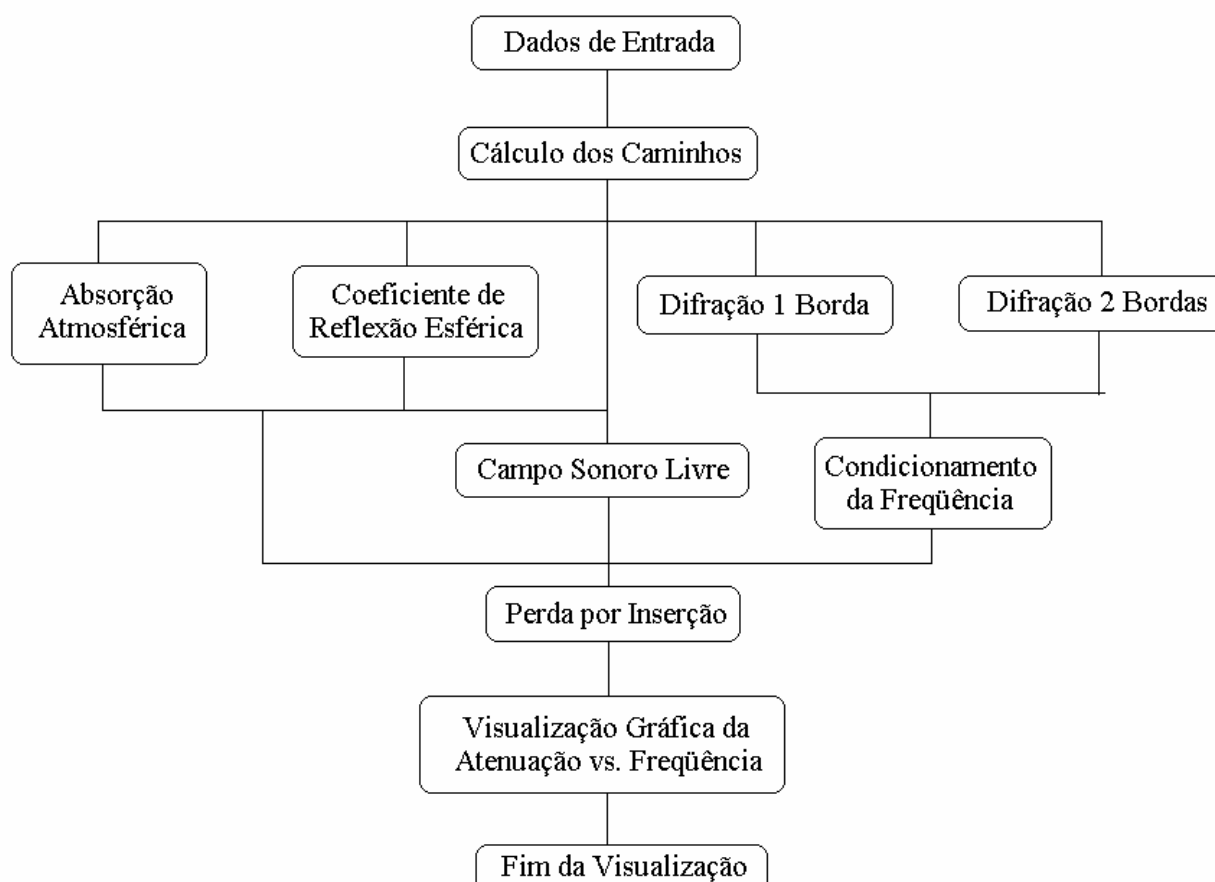 Dados de Entrada
Cálculo dos Caminhos
Absorção
Atmosférica
Coeficiente de
Reflexão Esférica
Difração 1 Borda
Difração 2 Bordas
Campo Sonoro Livre
Condicionamento
da Freqüência
Perda por Inserção
Visualização Gráfica da
Atenuação vs. Freqüência
Fim da Visualização